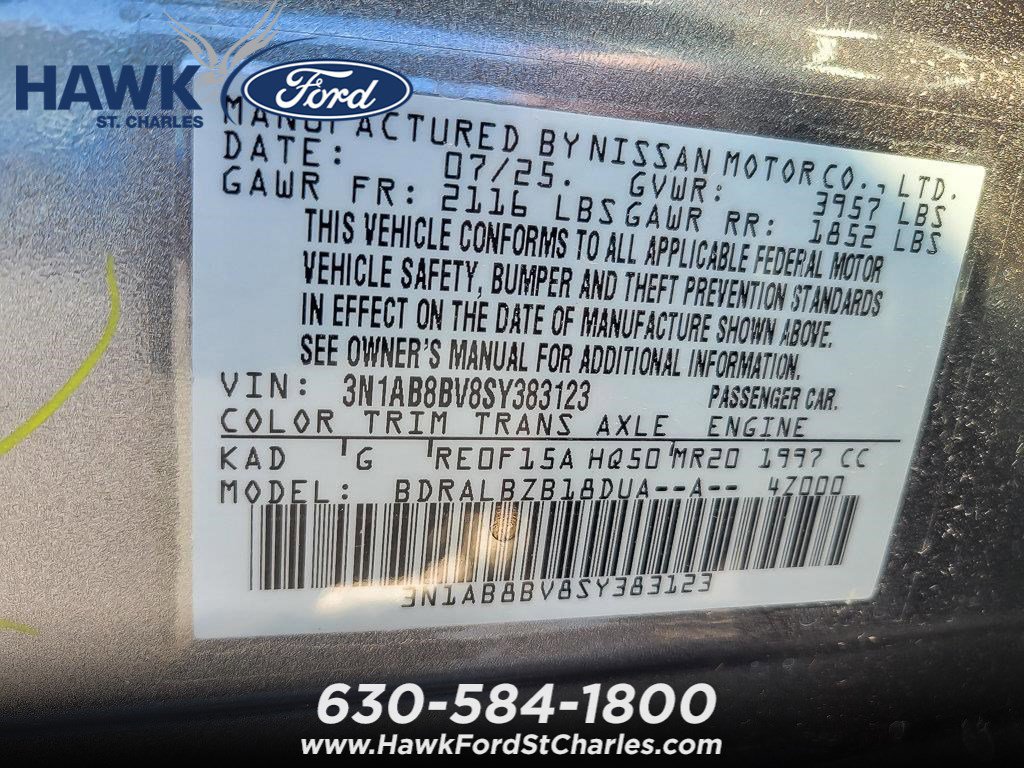 HAWK Ford
ST. CHARLES
MANUFACTURED BY NISSAN MOTOR CO., LTD.
DATE: 07/25. GVWR: 3957 LBS
GAWR FR: 2116 LBS GAWR RR: 1852 LBS
THIS VEHICLE CONFORMS TO ALL APPLICABLE FEDERAL MOTOR
VEHICLE SAFETY, BUMPER AND THEFT PREVENTION STANDARDS
IN EFFECT ON THE DATE OF MANUFACTURE SHOWN ABOVE.
SEE OWNER'S MANUAL FOR ADDITIONAL INFORMATION.
VIN: 3N1AB8BV8SY383123 PASSENGER CAR.
COLOR TRIM TRANS AXLE ENGINE
KAD G RE0F15A HQ50 MR20 1997 CC
MODEL: BDRALBZB18DUA--A-- 4Z000
3N1AB8BV8SY383123
630-584-1800
www.HawkFordStCharles.com